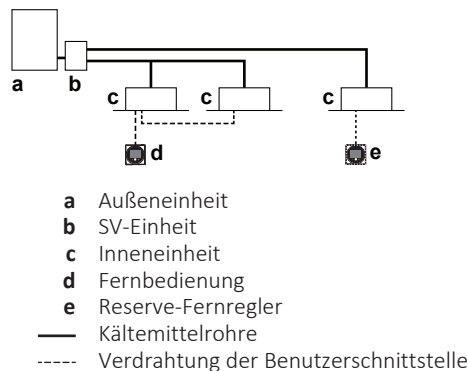 a
b
c
c
c
d
e
a Außeneinheit
b SV-Einheit
c Inneneinheit
d Fernbedienung
e Reserve-Fernregler
Kältemittelrohre
Verdrahtung der Benutzerschnittstelle